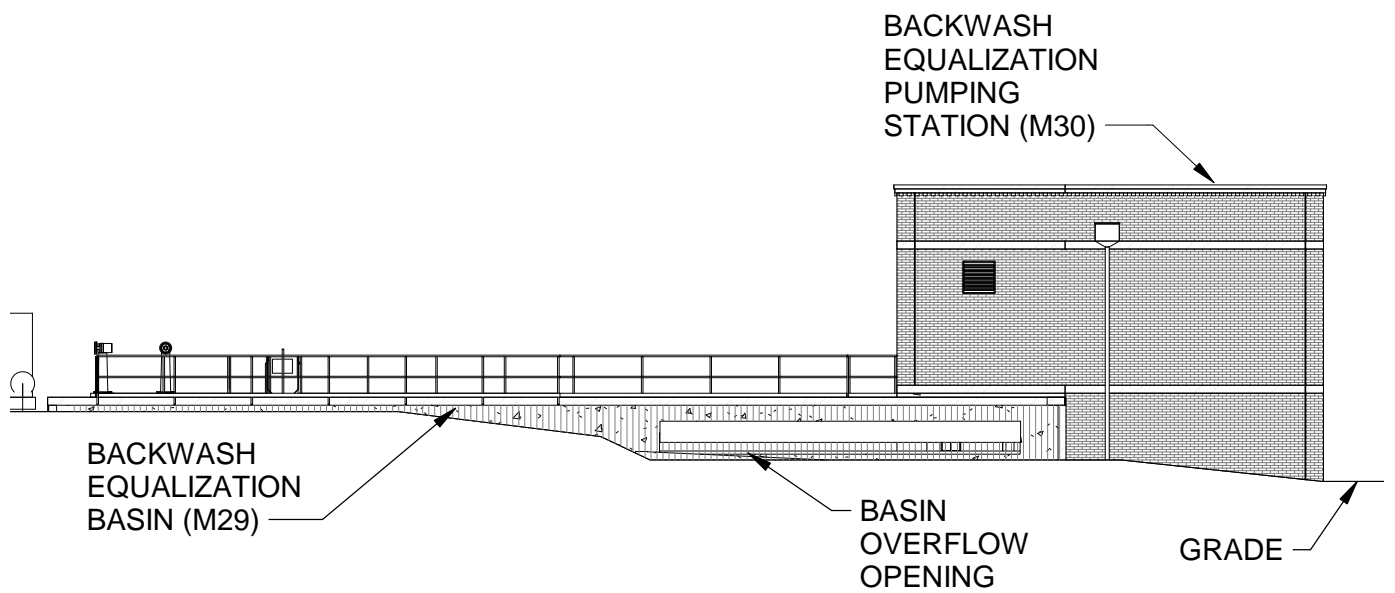 BACKWASH
EQUALIZATION
PUMPING
STATION (M30)
BACKWASH
EQUALIZATION
BASIN (M29)
BASIN
OVERFLOW
OPENING
GRADE